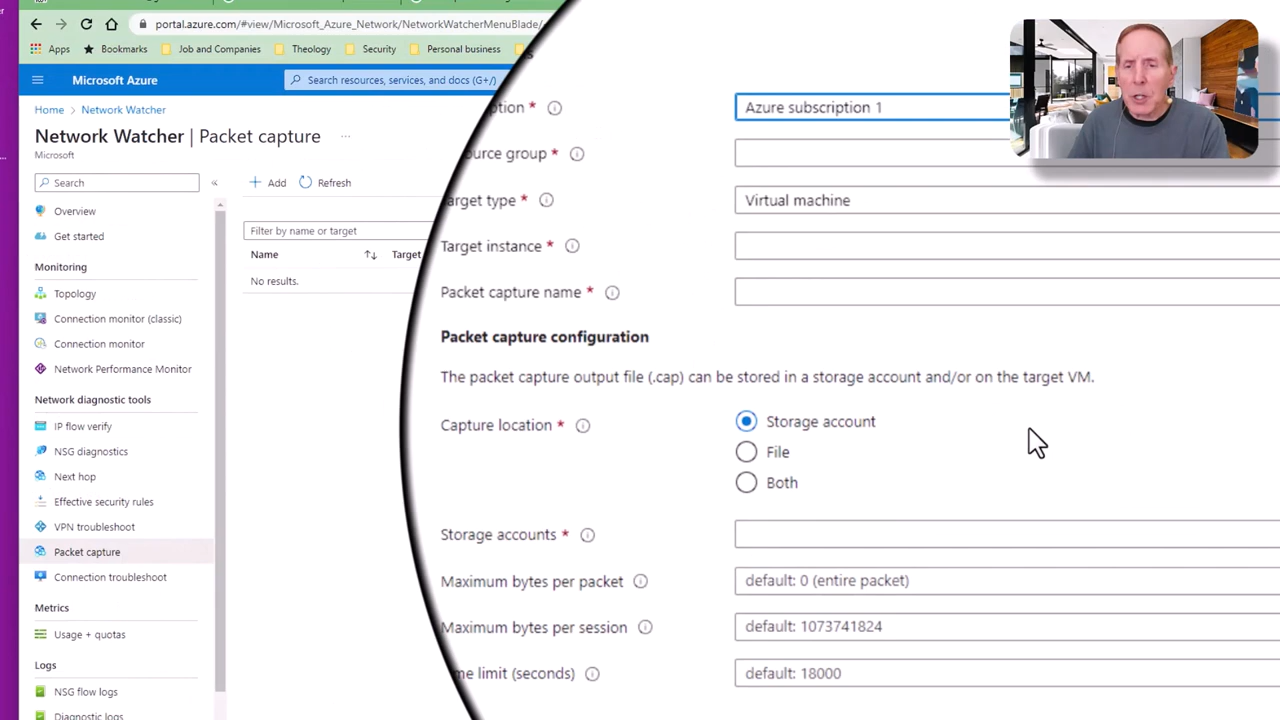 portal.azure.com/#view/Microsoft_Azure_Network/NetworkWatcherMenuBlade/
Apps Bookmarks Job and Companies Theology Security Personal business
Microsoft Azure Search resources, services, and docs (G+/)
Home > Network Watcher
Network Watcher | Packet capture ...
Microsoft
Search «
Overview
Get started
Monitoring
Topology
Connection monitor (classic)
Connection monitor
Network Performance Monitor
Network diagnostic tools
IP flow verify
NSG diagnostics
Next hop
Effective security rules
VPN troubleshoot
Packet capture
Connection troubleshoot
Metrics
Usage + quotas
Logs
NSG flow logs
Diagnostic logs
+ Add Refresh
Filter by name or target
Name ↑↓ Target
No results.
ption * Azure subscription 1
ource group *
arget type * Virtual machine
Target instance *
Packet capture name *
Packet capture configuration
The packet capture output file (.cap) can be stored in a storage account and/or on the target VM.
Capture location * Storage account
File
Both
Storage accounts *
Maximum bytes per packet default: 0 (entire packet)
Maximum bytes per session default: 1073741824
me limit (seconds) default: 18000